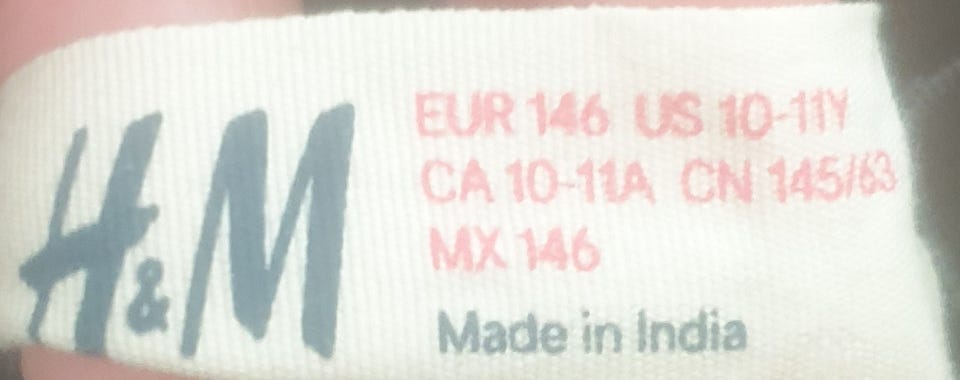 H&M
EUR 146 US 10-11Y
CA 10-11A CN 145/63
MX 146
Made in India